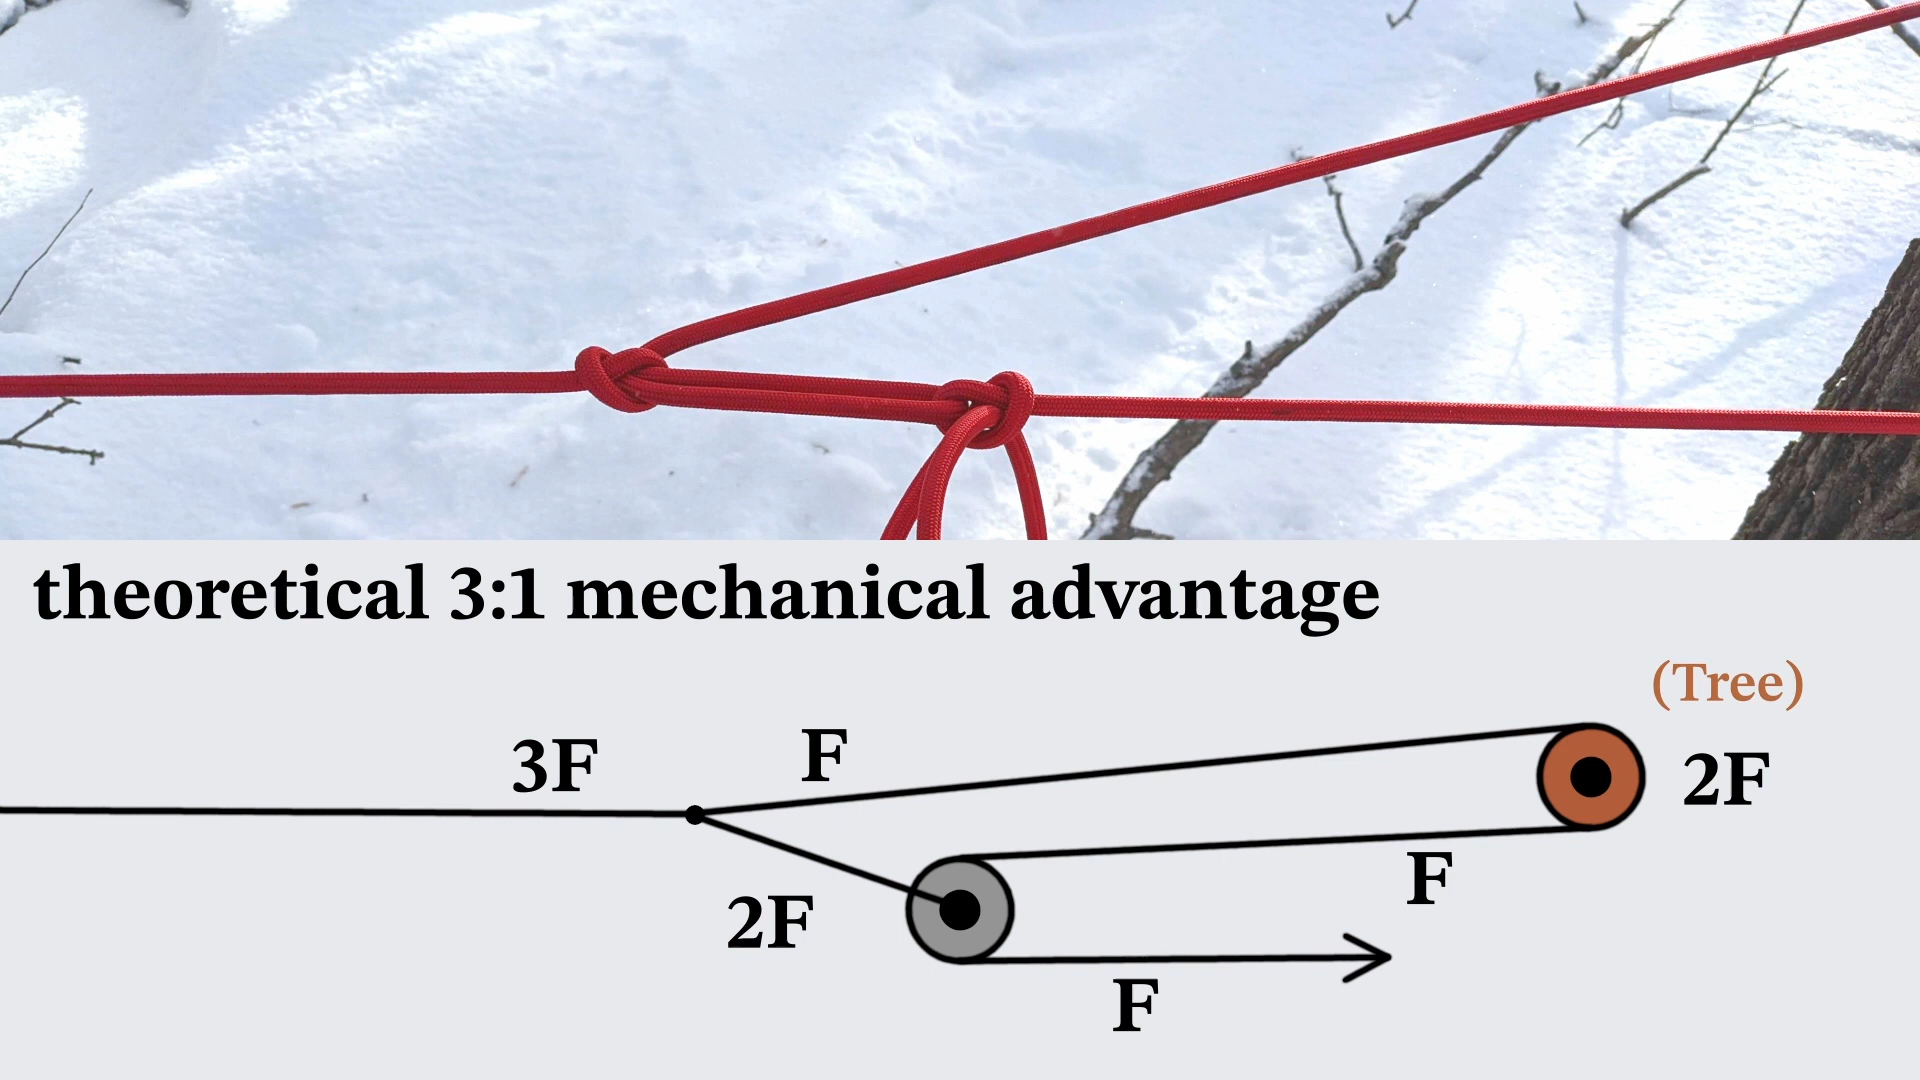 theoretical 3:1 mechanical advantage
(Tree)
3F
F
2F
2F
F
F